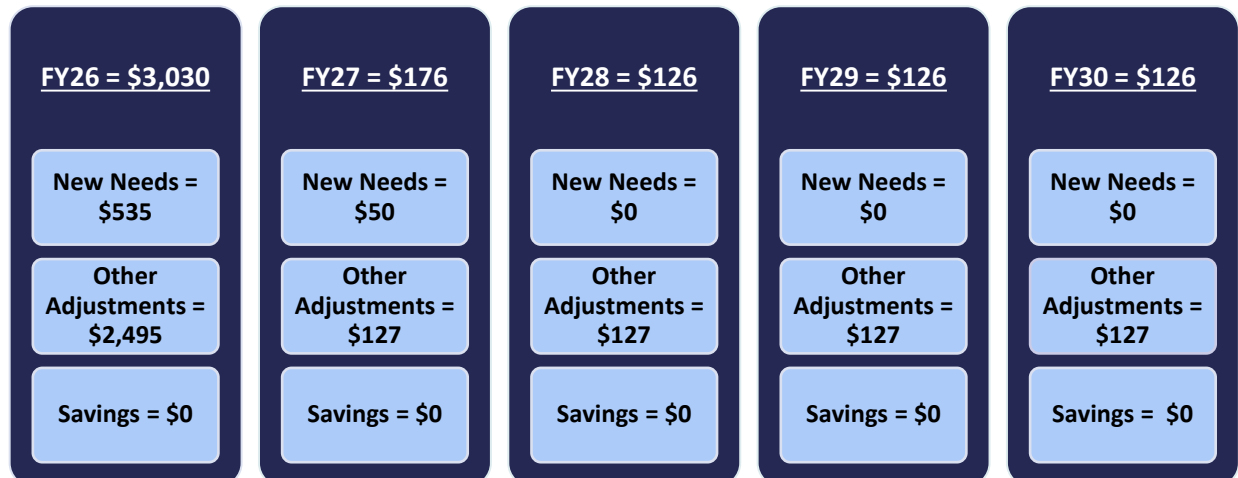 FY26 = $3,030
New Needs =
$535
Other
Adjustments =
$2,495
Savings = $0
FY27 = $176
New Needs =
$50
Other
Adjustments =
$127
Savings = $0
FY28 = $126
New Needs =
$0
Other
Adjustments =
$127
Savings = $0
FY29 = $126
New Needs =
$0
Other
Adjustments =
$127
Savings = $0
FY30 = $126
New Needs =
$0
Other
Adjustments =
$127
Savings =  $0